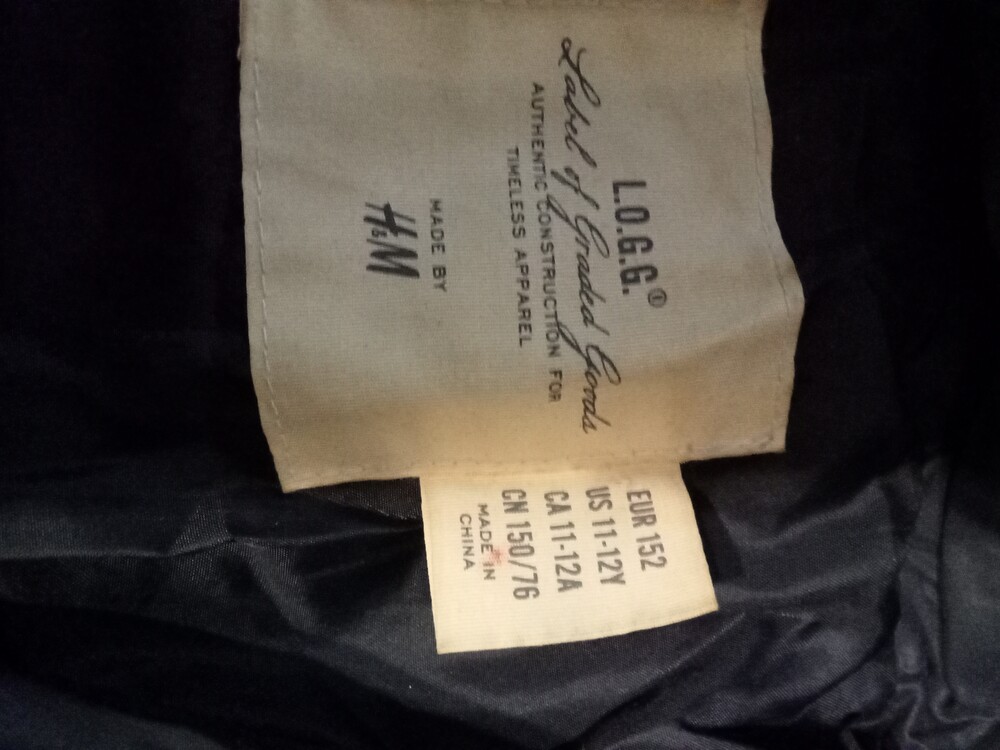 L.O.G.G.®
Label of Graded Goods
AUTHENTIC CONSTRUCTION FOR
TIMELESS APPAREL
MADE BY
H&M
EUR 152
US 11-12Y
CA 11-12A
CN 150/76
MADE IN
CHINA